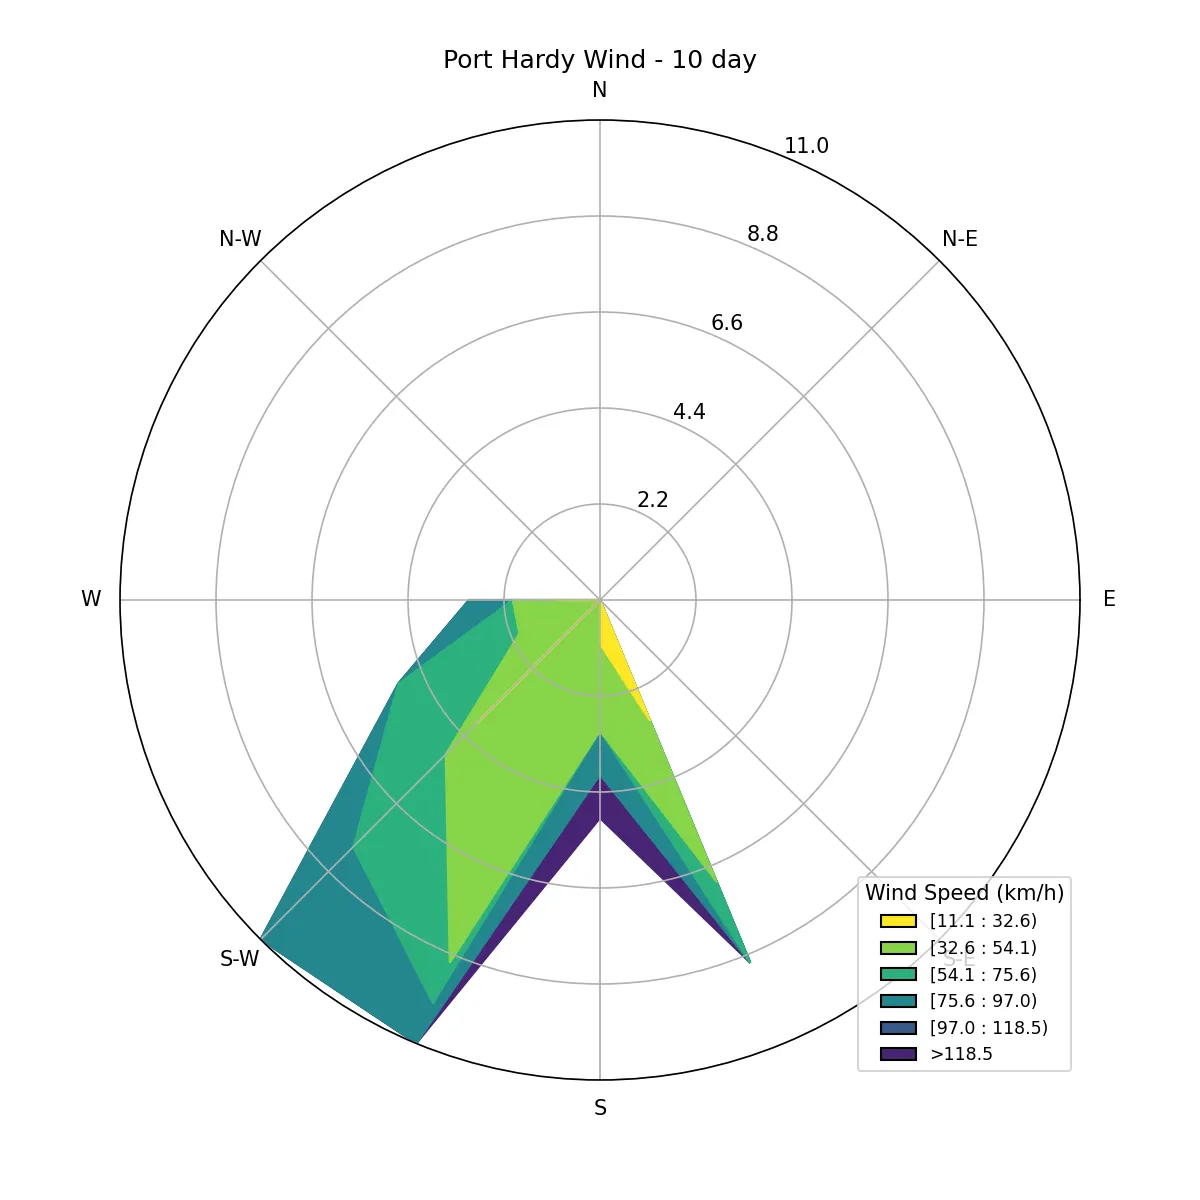 Port Hardy Wind - 10 day
N
11.0
N-W
N-E
8.8
6.6
4.4
2.2
W
E
S-W
S-E
S
Wind Speed (km/h)
[11.1 : 32.6)
[32.6 : 54.1)
[54.1 : 75.6)
[75.6 : 97.0)
[97.0 : 118.5)
>118.5